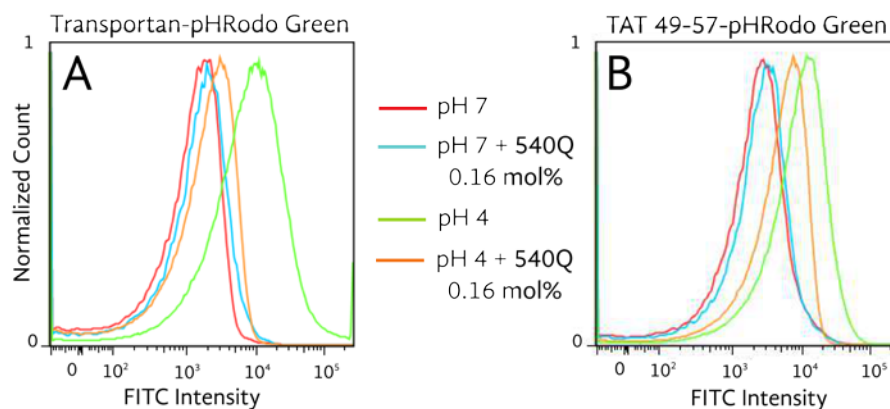 Transportan-pHRodo Green
TAT 49-57-pHRodo Green
1
A
Normalized Count
0
0 10² 10³ 10⁴ 10⁵
FITC Intensity
pH 7
pH 7 + 540Q
0.16 mol%
pH 4
pH 4 + 540Q
0.16 mol%
1
B
0
0 10² 10³ 10⁴ 10⁵
FITC Intensity